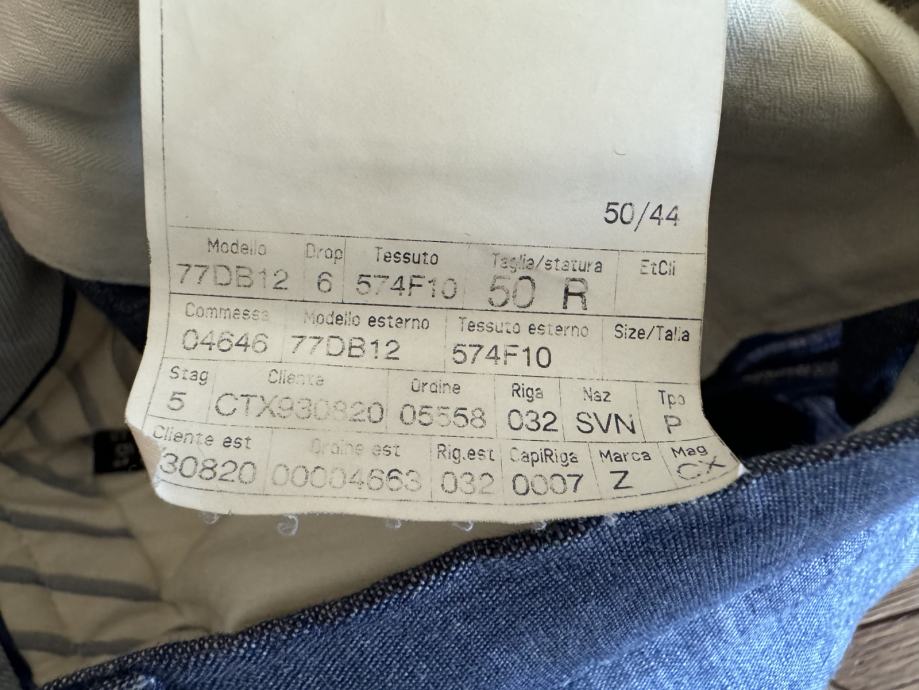 50/44
Modello Drop Tessuto Taglia/statura EtCli
77DB12 6 574F10 50 R
Commessa Modello esterno Tessuto esterno Size/Talla
04646 77DB12 574F10
Stag Cliente Ordine Riga Naz Tpo
5 CTX930820 05558 032 SVN P
Cliente est Ordine est Rig.est CapiRiga Marca Mag
30820 00004663 032 0007 Z CX